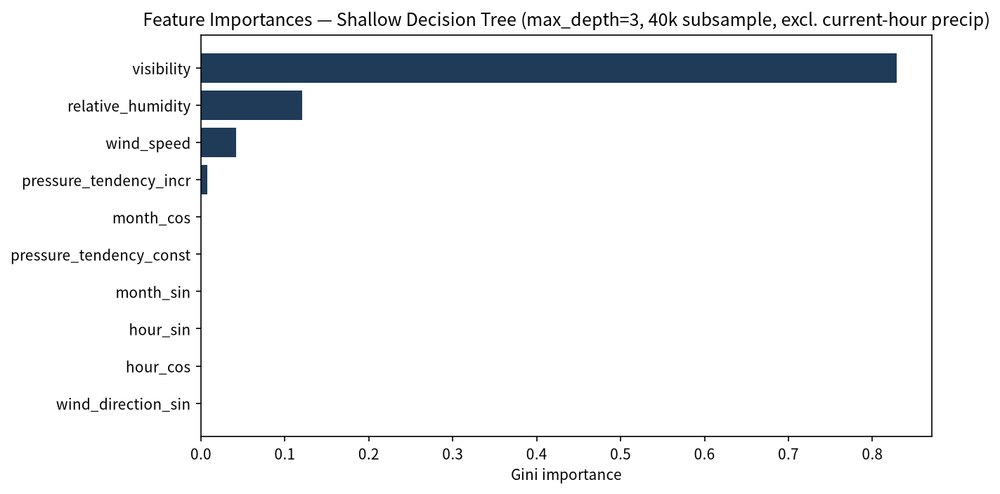 Feature Importances — Shallow Decision Tree (max_depth=3, 40k subsample, excl. current-hour precip)
visibility
relative_humidity
wind_speed
pressure_tendency_incr
month_cos
pressure_tendency_const
month_sin
hour_sin
hour_cos
wind_direction_sin
0.0 0.1 0.2 0.3 0.4 0.5 0.6 0.7 0.8
Gini importance